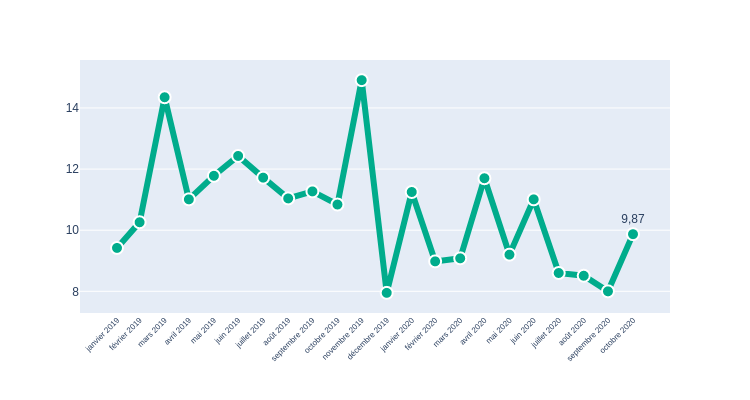 14
12
10
8
9,87
janvier 2019
février 2019
mars 2019
avril 2019
mai 2019
juin 2019
juillet 2019
août 2019
septembre 2019
octobre 2019
novembre 2019
décembre 2019
janvier 2020
février 2020
mars 2020
avril 2020
mai 2020
juin 2020
juillet 2020
août 2020
septembre 2020
octobre 2020